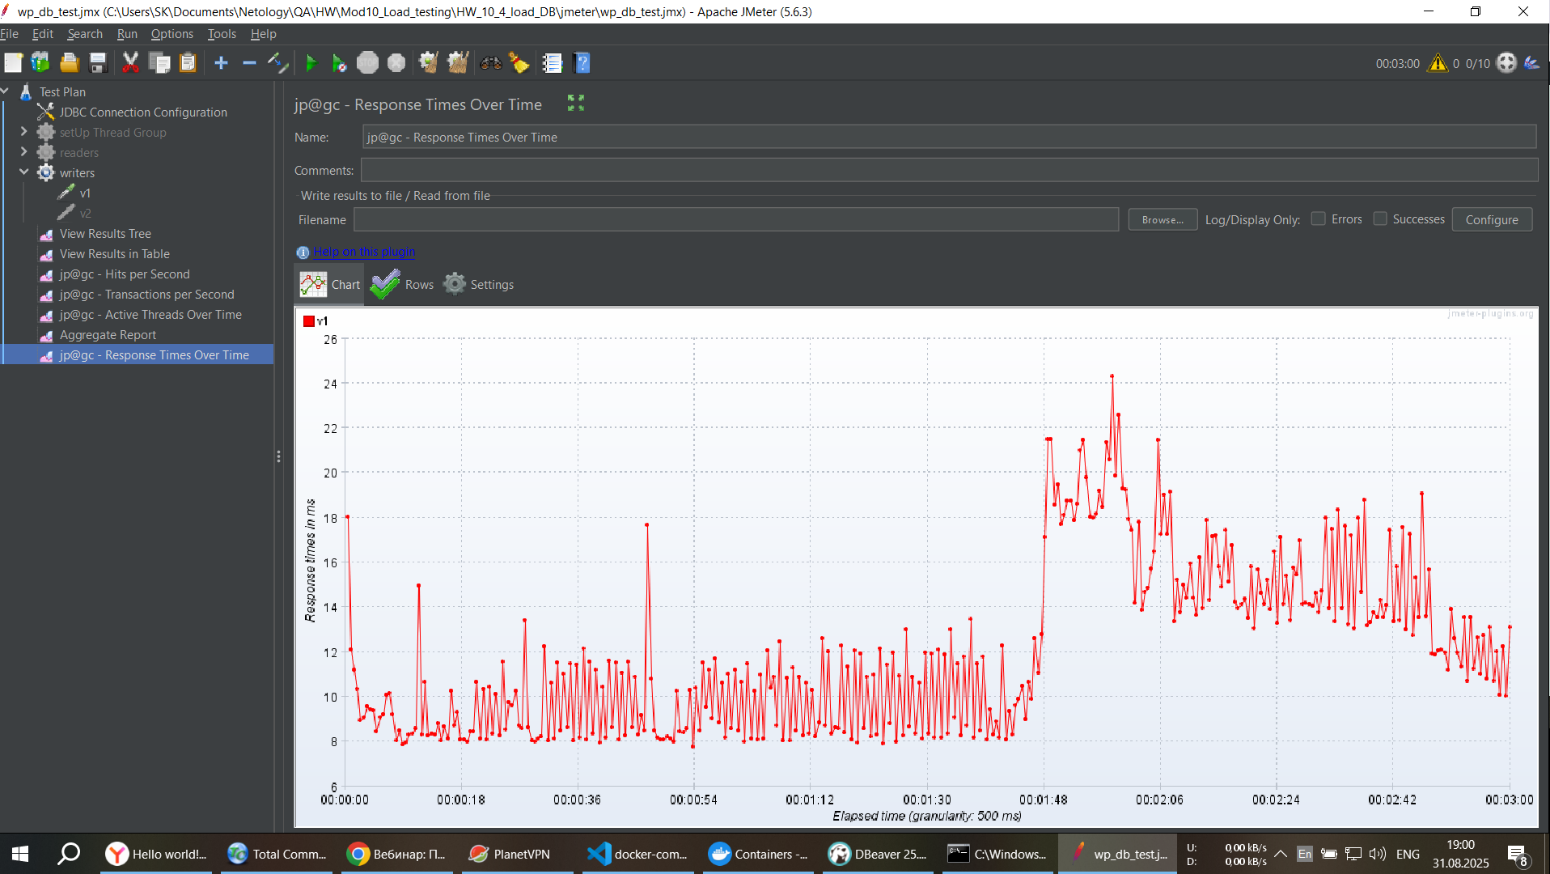 wp_db_test.jmx (C:\Users\SK\Documents\Netology\QA\HW\Mod10_Load_testing\HW_10_4_load_DB\jmeter\wp_db_test.jmx) - Apache JMeter (5.6.3)
File Edit Search Run Options Tools Help
00:03:00 0 0/10
Test Plan
JDBC Connection Configuration
setUp Thread Group
readers
writers
v1
v2
View Results Tree
View Results in Table
jp@gc - Hits per Second
jp@gc - Transactions per Second
jp@gc - Active Threads Over Time
Aggregate Report
jp@gc - Response Times Over Time
jp@gc - Response Times Over Time
Name: jp@gc - Response Times Over Time
Comments:
Write results to file / Read from file
Filename Browse... Log/Display Only: Errors Successes Configure
Help on this plugin
Chart Rows Settings
v1
jmeter-plugins.org
26
24
22
20
18
16
14
12
10
8
6
Response times in ms
00:00:00 00:00:18 00:00:36 00:00:54 00:01:12 00:01:30 00:01:48 00:02:06 00:02:24 00:02:42 00:03:00
Elapsed time (granularity: 500 ms)
Hello world!... Total Comm... Вебинар: П... PlanetVPN docker-com... Containers -... DBeaver 25.... C:\Windows... wp_db_test.j...
U: 0,00 kB/s
D: 0,00 kB/s
En
ENG
19:00
31.08.2025
8